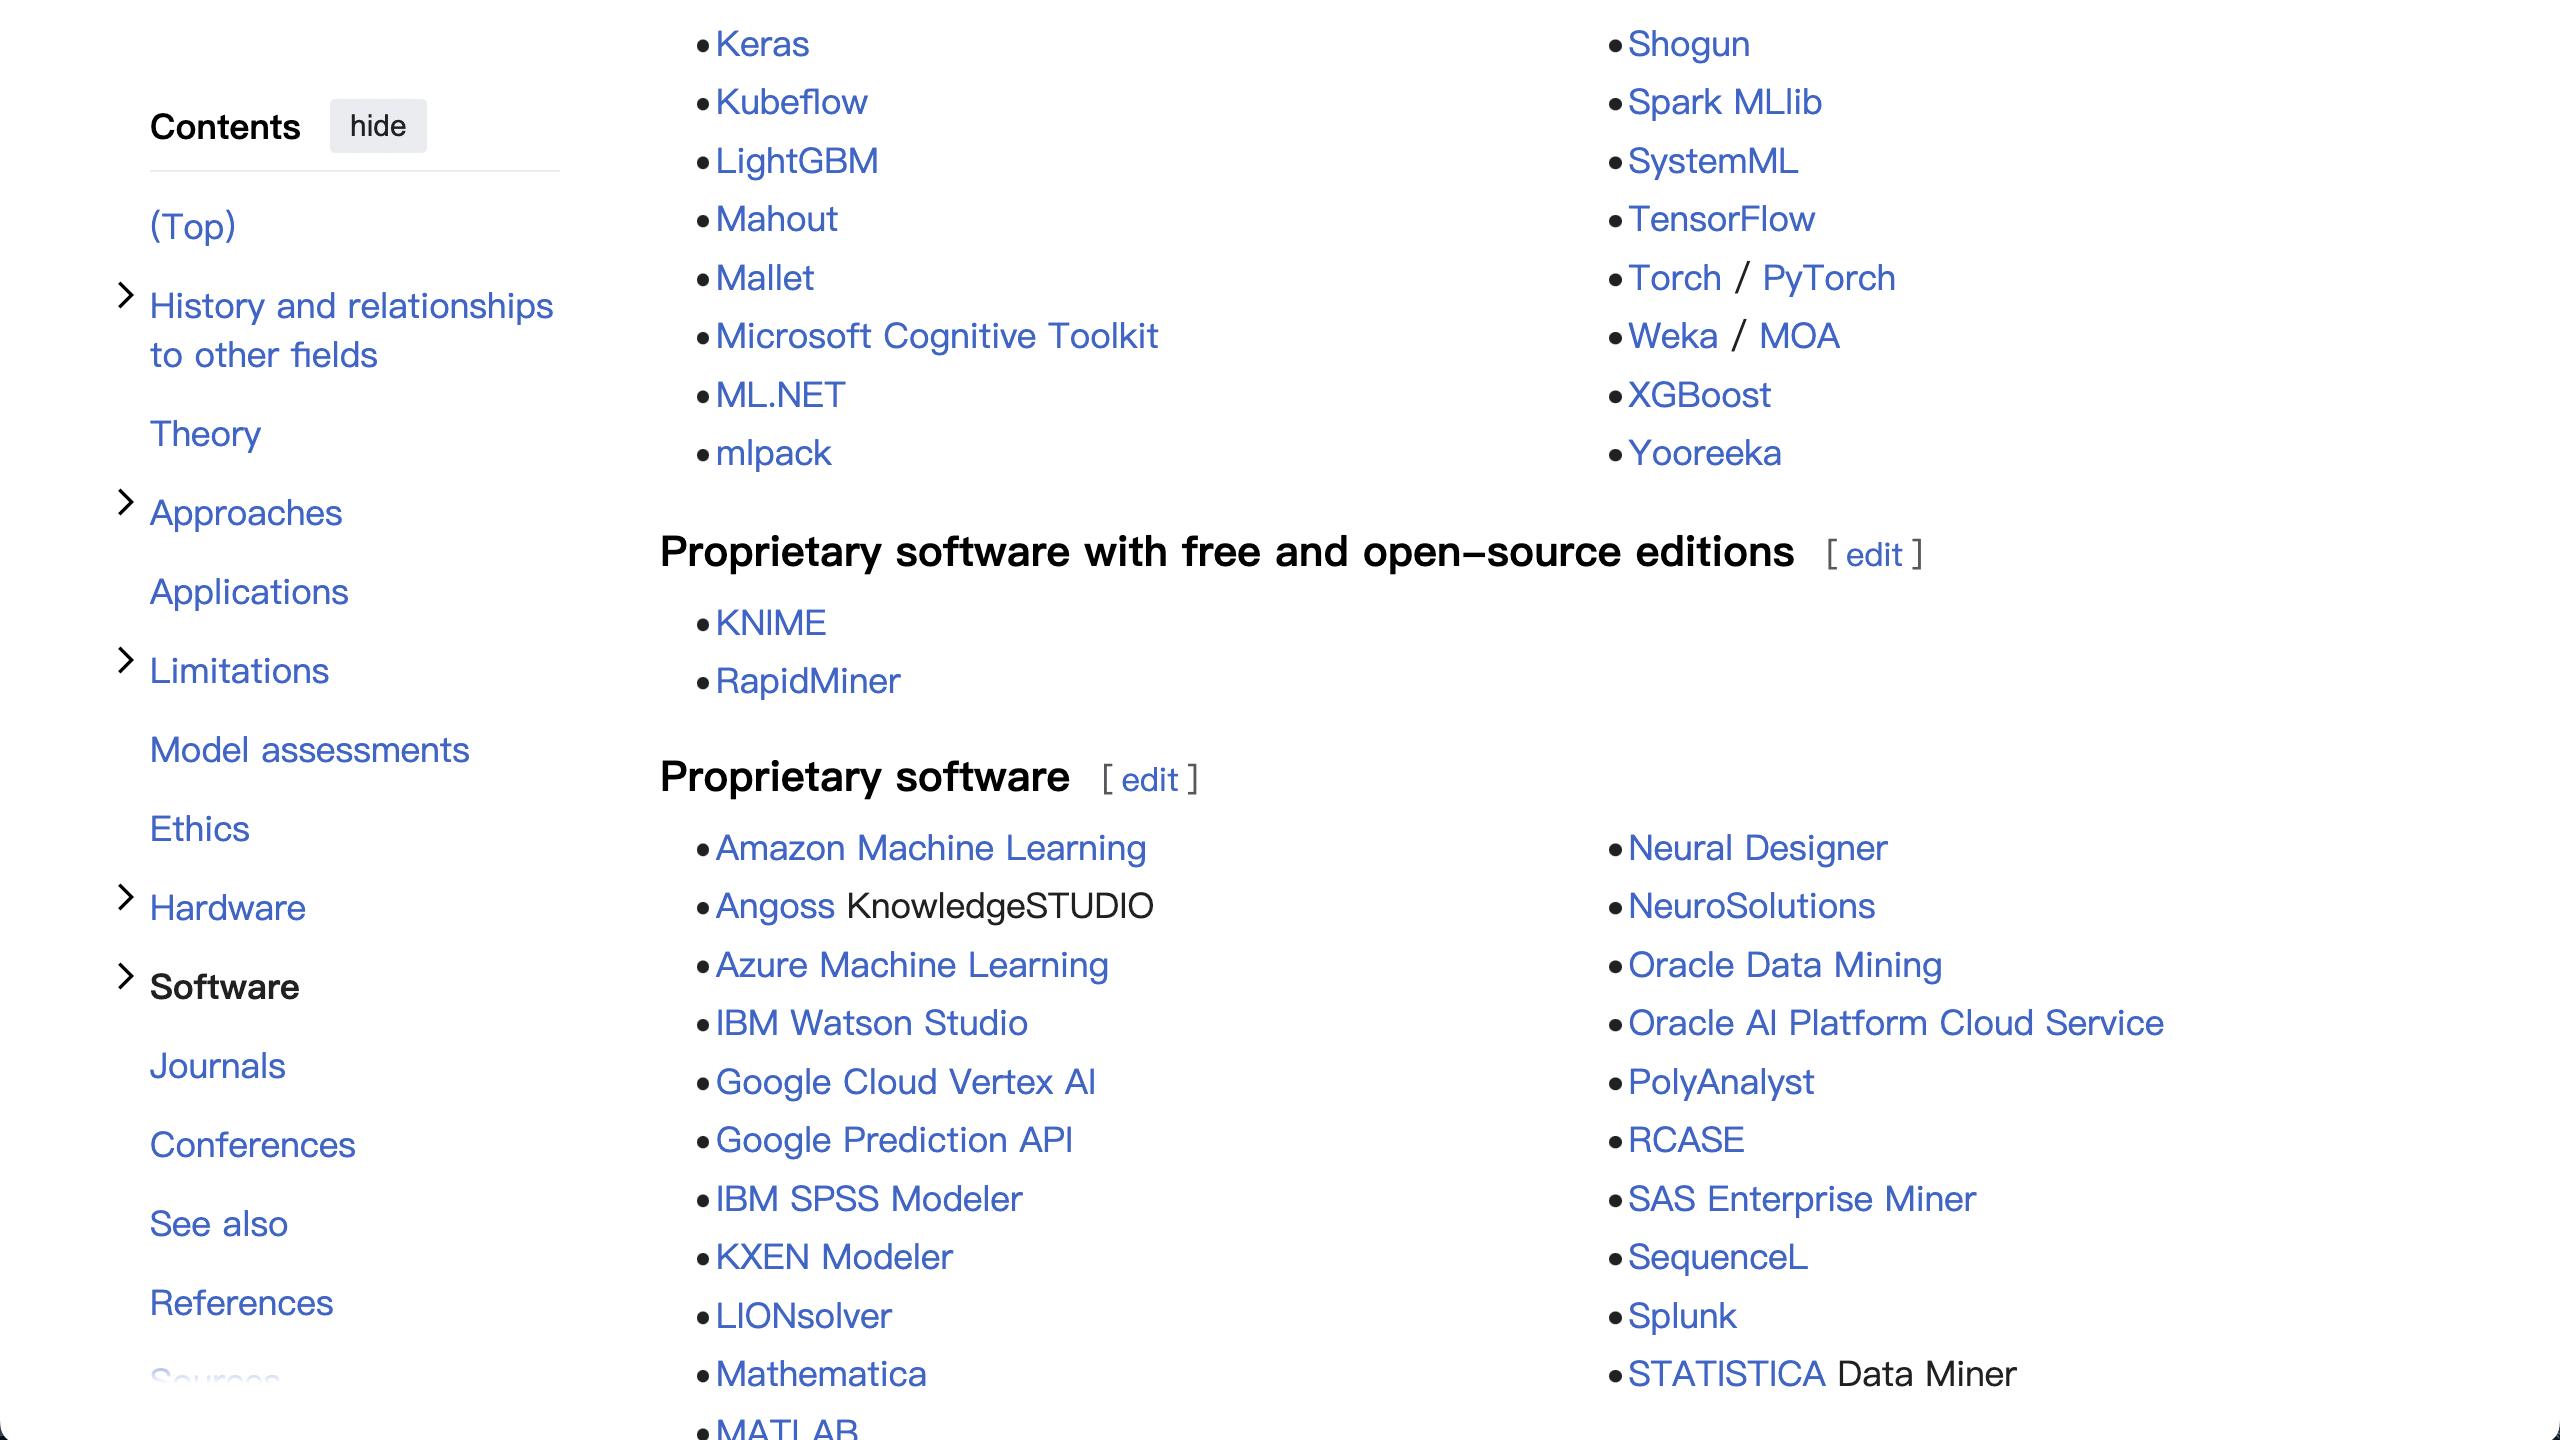 Contents hide
(Top)
History and relationships
to other fields
Theory
Approaches
Applications
Limitations
Model assessments
Ethics
Hardware
Software
Journals
Conferences
See also
References
Sources
Keras
Kubeflow
LightGBM
Mahout
Mallet
Microsoft Cognitive Toolkit
ML.NET
mlpack
Shogun
Spark MLlib
SystemML
TensorFlow
Torch / PyTorch
Weka / MOA
XGBoost
Yooreeka
Proprietary software with free and open-source editions [ edit ]
KNIME
RapidMiner
Proprietary software [ edit ]
Amazon Machine Learning
Angoss KnowledgeSTUDIO
Azure Machine Learning
IBM Watson Studio
Google Cloud Vertex AI
Google Prediction API
IBM SPSS Modeler
KXEN Modeler
LIONsolver
Mathematica
MATLAB
Neural Designer
NeuroSolutions
Oracle Data Mining
Oracle AI Platform Cloud Service
PolyAnalyst
RCASE
SAS Enterprise Miner
SequenceL
Splunk
STATISTICA Data Miner